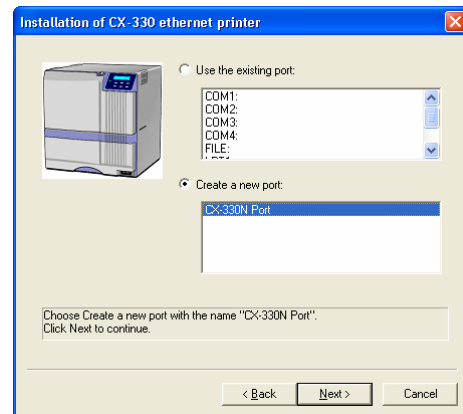 Installation of CX-330 ethernet printer
Use the existing port:
COM1:
COM2:
COM3:
COM4:
FILE:
Create a new port:
CX-330N Port
Choose Create a new port with the name "CX-330N Port".
Click Next to continue.
< Back
Next >
Cancel